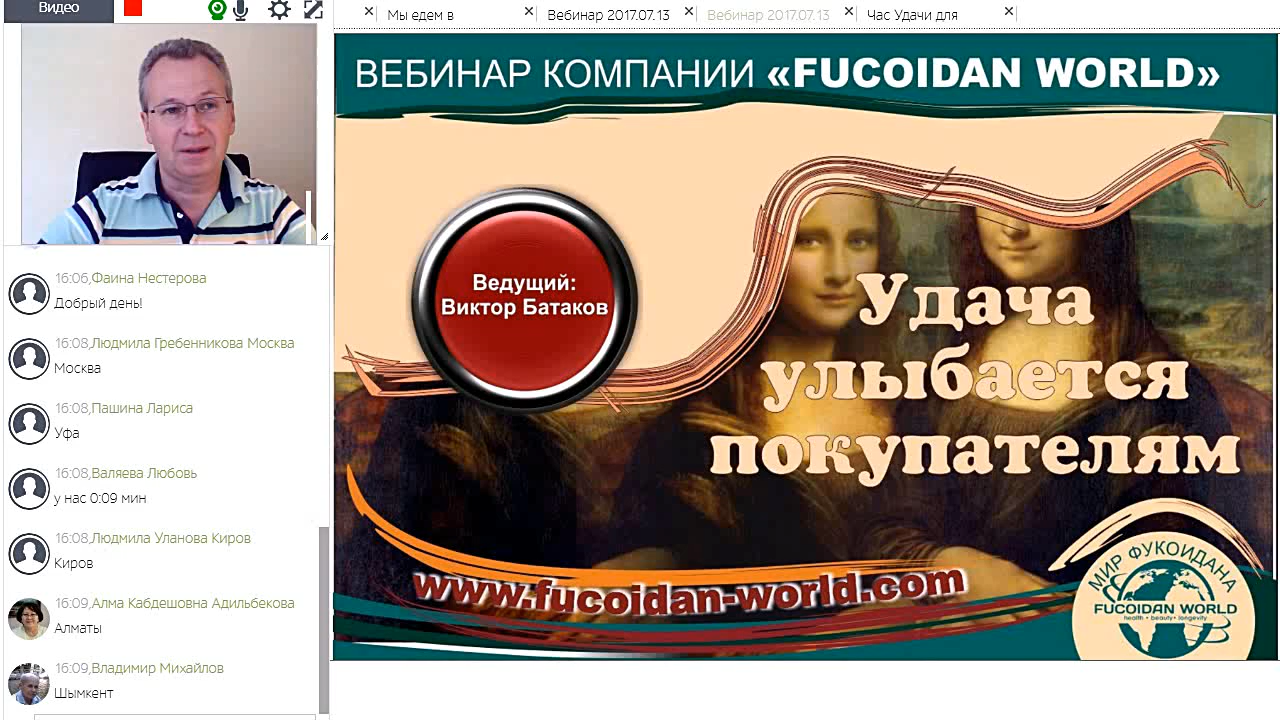 Видео
Мы едем в
Вебинар 2017.07.13
Вебинар 2017.07.13
Час Удачи для
16:06,Фаина Нестерова
Добрый день!
16:08,Людмила Гребенникова Москва
Москва
16:08,Пашина Лариса
Уфа
16:08,Валяева Любовь
у нас 0:09 мин
16:08,Людмила Уланова Киров
Киров
16:09,Алма Кабдешовна Адильбекова
Алматы
16:09,Владимир Михайлов
Шымкент
ВЕБИНАР КОМПАНИИ «FUCOIDAN WORLD»
Ведущий:
Виктор Батаков
Удача
улыбается
покупателям
www.fucoidan-world.com
МИР ФУКОИДАНА
FUCOIDAN WORLD
health • beauty • longevity